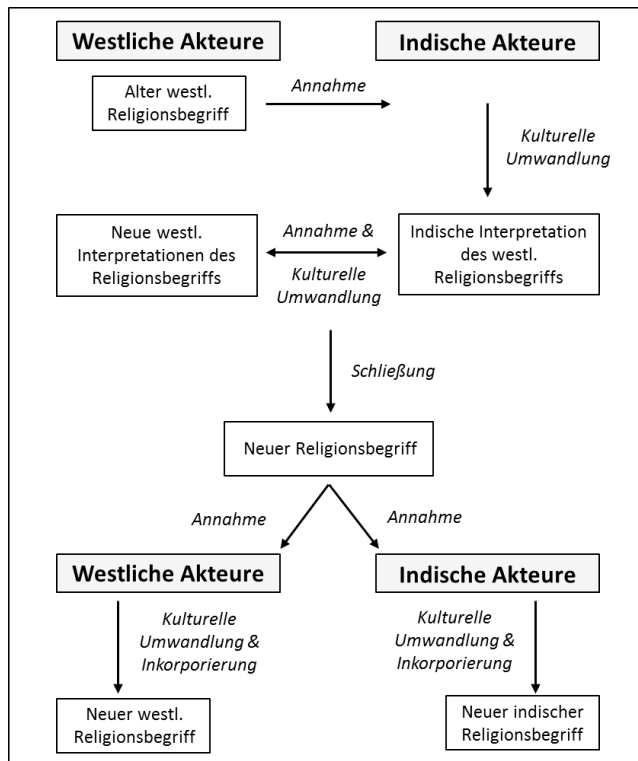 Westliche Akteure
Indische Akteure
Alter westl.
Religionsbegriff
Annahme
Kulturelle
Umwandlung
Neue westl.
Interpretationen des
Religionsbegriffs
Annahme &
Kulturelle
Umwandlung
Indische Interpretation
des westl.
Religionsbegriffs
Schließung
Neuer Religionsbegriff
Annahme
Annahme
Westliche Akteure
Indische Akteure
Kulturelle
Umwandlung &
Inkorporierung
Kulturelle
Umwandlung &
Inkorporierung
Neuer westl.
Religionsbegriff
Neuer indischer
Religionsbegriff